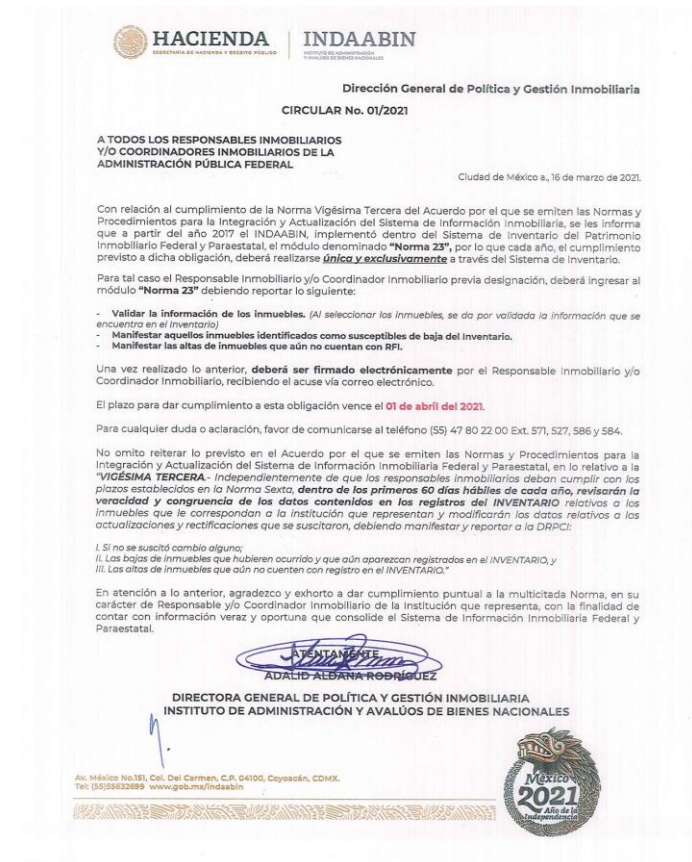 HACIENDA
SECRETARÍA DE HACIENDA Y CRÉDITO PÚBLICO
INDAABIN
INSTITUTO DE ADMINISTRACIÓN
Y AVALÚOS DE BIENES NACIONALES
Dirección General de Política y Gestión Inmobiliaria
CIRCULAR No. 01/2021
A TODOS LOS RESPONSABLES INMOBILIARIOS
Y/O COORDINADORES INMOBILIARIOS DE LA
ADMINISTRACIÓN PÚBLICA FEDERAL
Ciudad de México a., 16 de marzo de 2021.
Con relación al cumplimiento de la Norma Vigésima Tercera del Acuerdo por el que se emiten las Normas y
Procedimientos para la Integración y Actualización del Sistema de Información Inmobiliaria, se les informa
que a partir del año 2017 el INDAABIN, implementó dentro del Sistema de Inventario del Patrimonio
Inmobiliario Federal y Paraestatal, el módulo denominado "Norma 23", por lo que cada año, el cumplimiento
previsto a dicha obligación, deberá realizarse única y exclusivamente a través del Sistema de Inventario.
Para tal caso el Responsable Inmobiliario y/o Coordinador Inmobiliario previa designación, deberá ingresar al
módulo "Norma 23" debiendo reportar lo siguiente:
- Validar la información de los inmuebles. (Al seleccionar los inmuebles, se da por validada la información que se
encuentra en el Inventario)
- Manifestar aquellos inmuebles identificados como susceptibles de baja del Inventario.
- Manifestar las altas de inmuebles que aún no cuentan con RFI.
Una vez realizado lo anterior, deberá ser firmado electrónicamente por el Responsable Inmobiliario y/o
Coordinador Inmobiliario, recibiendo el acuse vía correo electrónico.
El plazo para dar cumplimiento a esta obligación vence el 01 de abril del 2021.
Para cualquier duda o aclaración, favor de comunicarse al teléfono (55) 47 80 22 00 Ext. 571, 527, 586 y 584.
No omito reiterar lo previsto en el Acuerdo por el que se emiten las Normas y Procedimientos para la
Integración y Actualización del Sistema de Información Inmobiliaria Federal y Paraestatal, en lo relativo a la
"VIGÉSIMA TERCERA.- Independientemente de que los responsables inmobiliarios deban cumplir con los
plazos establecidos en la Norma Sexta, dentro de los primeros 60 días hábiles de cada año, revisarán la
veracidad y congruencia de los datos contenidos en los registros del INVENTARIO relativos a los
inmuebles que le correspondan a la institución que representan y modificarán los datos relativos a las
actualizaciones y rectificaciones que se suscitaron, debiendo manifestar y reportar a la DRPCI:
I. Si no se suscitó cambio alguno;
II. Las bajas de inmuebles que hubieren ocurrido y que aún aparezcan registrados en el INVENTARIO, y
III. Las altas de inmuebles que aún no cuenten con registro en el INVENTARIO."
En atención a lo anterior, agradezco y exhorto a dar cumplimiento puntual a la multicitada Norma, en su
carácter de Responsable y/o Coordinador Inmobiliario de la Institución que representa, con la finalidad de
contar con información veraz y oportuna que consolide el Sistema de Información Inmobiliaria Federal y
Paraestatal.
ATENTAMENTE
ADALID ALDANA RODRÍGUEZ
DIRECTORA GENERAL DE POLÍTICA Y GESTIÓN INMOBILIARIA
INSTITUTO DE ADMINISTRACIÓN Y AVALÚOS DE BIENES NACIONALES
Av. México No.151, Col. Del Carmen, C.P. 04100, Coyoacán, CDMX.
Tel: (55)55632699 www.gob.mx/indaabin
México
2021
Año de la
Independencia